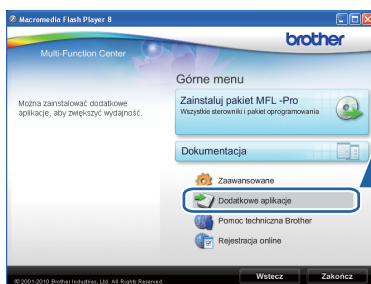 Macromedia Flash Player 8
brother
Multi-Function Center
Górne menu
Można zainstalować dodatkowe
aplikacje, aby zwiększyć wydajność.
Zainstaluj pakiet MFL -Pro
Wszystkie sterowniki i pakiet oprogramowania
Dokumentacja
Zaawansowane
Dodatkowe aplikacje
Pomoc techniczna Brother
Rejestracja online
© 2001-2010 Brother Industries, Ltd. All Rights Reserved.
Wstecz
Zakończ